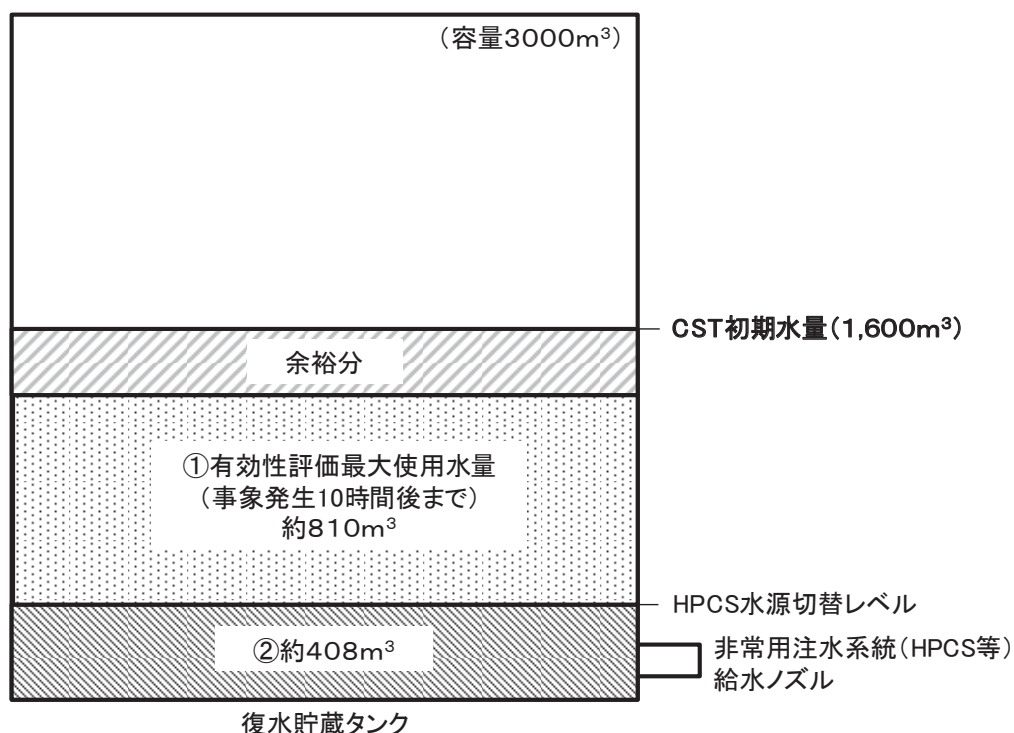 (容量3000m³)
CST初期水量(1,600m³)
余裕分
①有効性評価最大使用水量
(事象発生10時間後まで)
約810m³
HPCS水源切替レベル
②約408m³
非常用注水系統(HPCS等)
給水ノズル
復水貯蔵タンク